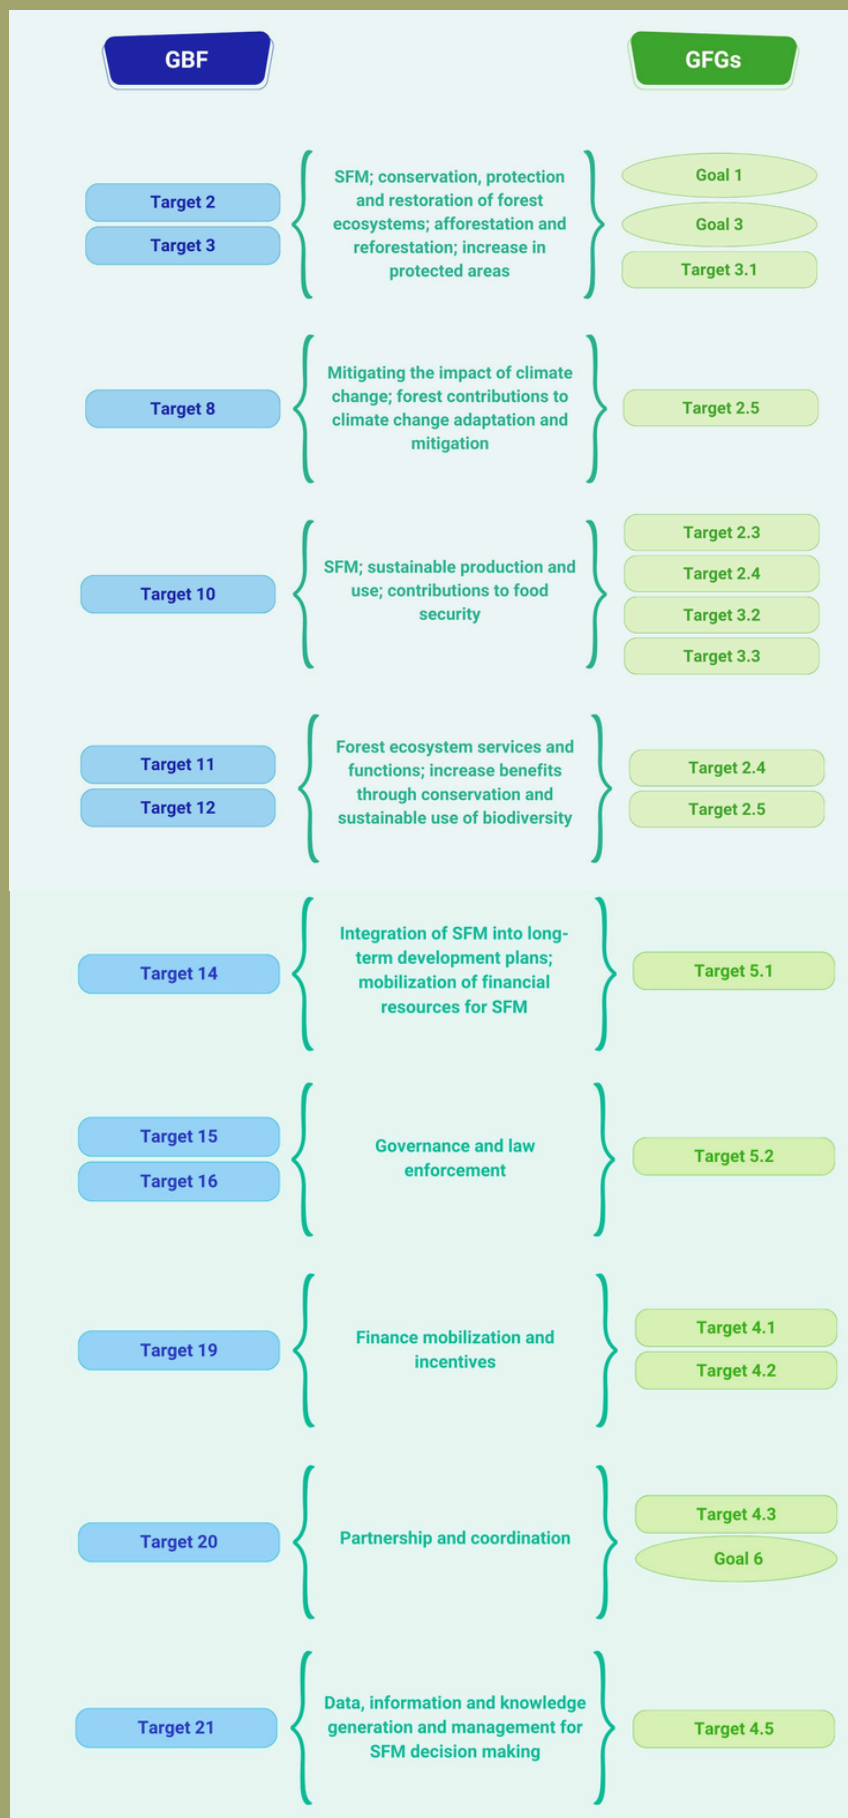 GBF
GFGs
Target 2
Target 3
SFM; conservation, protection
and restoration of forest
ecosystems; afforestation and
reforestation; increase in
protected areas
Goal 1
Goal 3
Target 3.1
Target 8
Mitigating the impact of climate
change; forest contributions to
climate change adaptation and
mitigation
Target 2.5
Target 10
SFM; sustainable production and
use; contributions to food
security
Target 2.3
Target 2.4
Target 3.2
Target 3.3
Target 11
Target 12
Forest ecosystem services and
functions; increase benefits
through conservation and
sustainable use of biodiversity
Target 2.4
Target 2.5
Target 14
Integration of SFM into long-
term development plans;
mobilization of financial
resources for SFM
Target 5.1
Target 15
Target 16
Governance and law
enforcement
Target 5.2
Target 19
Finance mobilization and
incentives
Target 4.1
Target 4.2
Target 20
Partnership and coordination
Target 4.3
Goal 6
Target 21
Data, information and knowledge
generation and management for
SFM decision making
Target 4.5